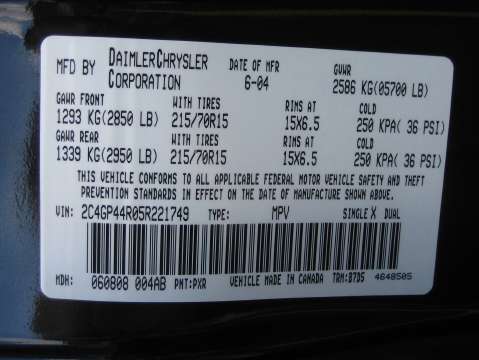 MFD BY DAIMLERCHRYSLER CORPORATION DATE OF MFR 6-04 GVWR 2586 KG(05700 LB)
GAWR FRONT WITH TIRES RIMS AT COLD
1293 KG(2850 LB) 215/70R15 15X6.5 250 KPA( 36 PSI)
GAWR REAR WITH TIRES RIMS AT COLD
1339 KG(2950 LB) 215/70R15 15X6.5 250 KPA( 36 PSI)
THIS VEHICLE CONFORMS TO ALL APPLICABLE FEDERAL MOTOR VEHICLE SAFETY AND THEFT
PREVENTION STANDARDS IN EFFECT ON THE DATE OF MANUFACTURE SHOWN ABOVE.
VIN: 2C4GP44R05R221749 TYPE: MPV SINGLE X DUAL
MDH: 060808 004AB PNT:PXR VEHICLE MADE IN CANADA TRM:B7D5 4648505